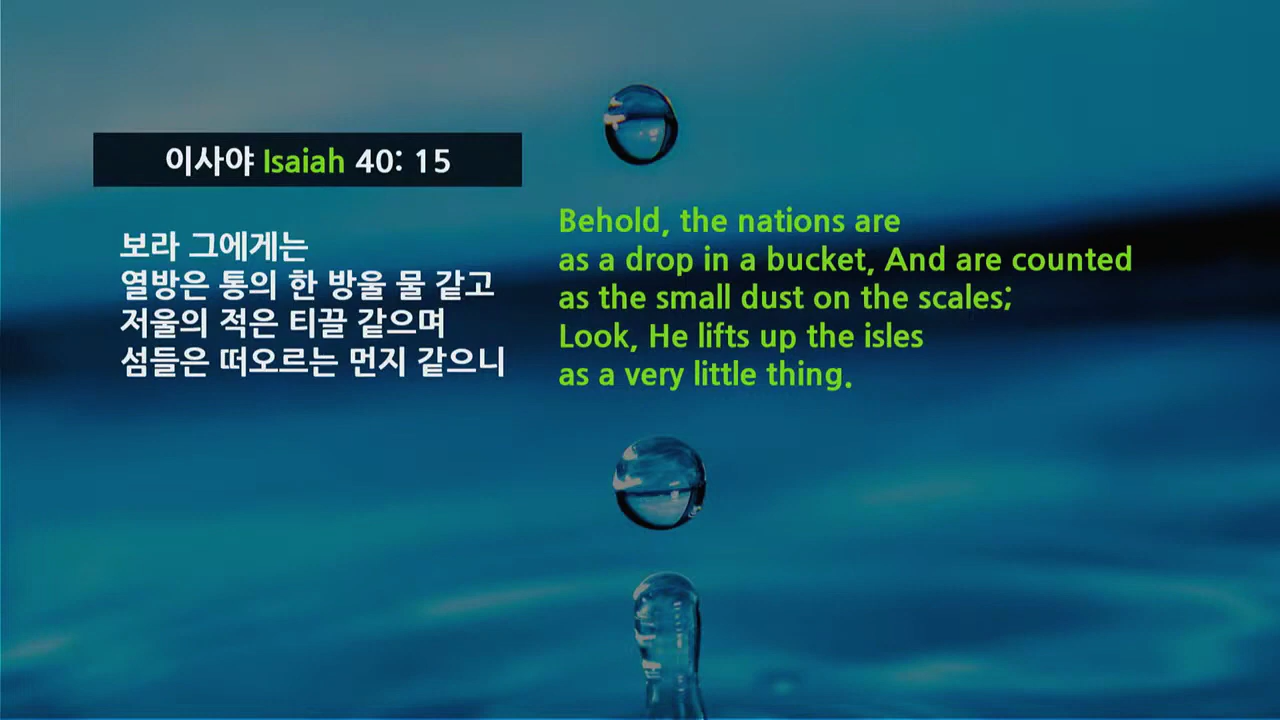 이사야 Isaiah 40: 15
보라 그에게는
열방은 통의 한 방울 물 같고
저울의 적은 티끌 같으며
섬들은 떠오르는 먼지 같으니
Behold, the nations are
as a drop in a bucket, And are counted
as the small dust on the scales;
Look, He lifts up the isles
as a very little thing.